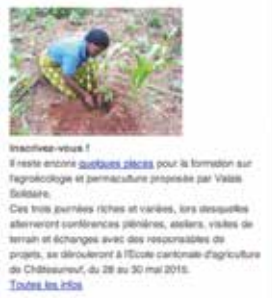 Inscrivez-vous !
Il reste encore quelques places pour la formation sur
l'agroécologie et permaculture proposée par Valais
Solidaire.
Ces trois journées riches et variées, lors desquelles
alterneront conférences plénières, ateliers, visites de
terrain et échanges avec des responsables de
projets, se dérouleront à l'Ecole cantonale d'agriculture
de Châteauneuf, du 28 au 30 mai 2015.
Toutes les infos